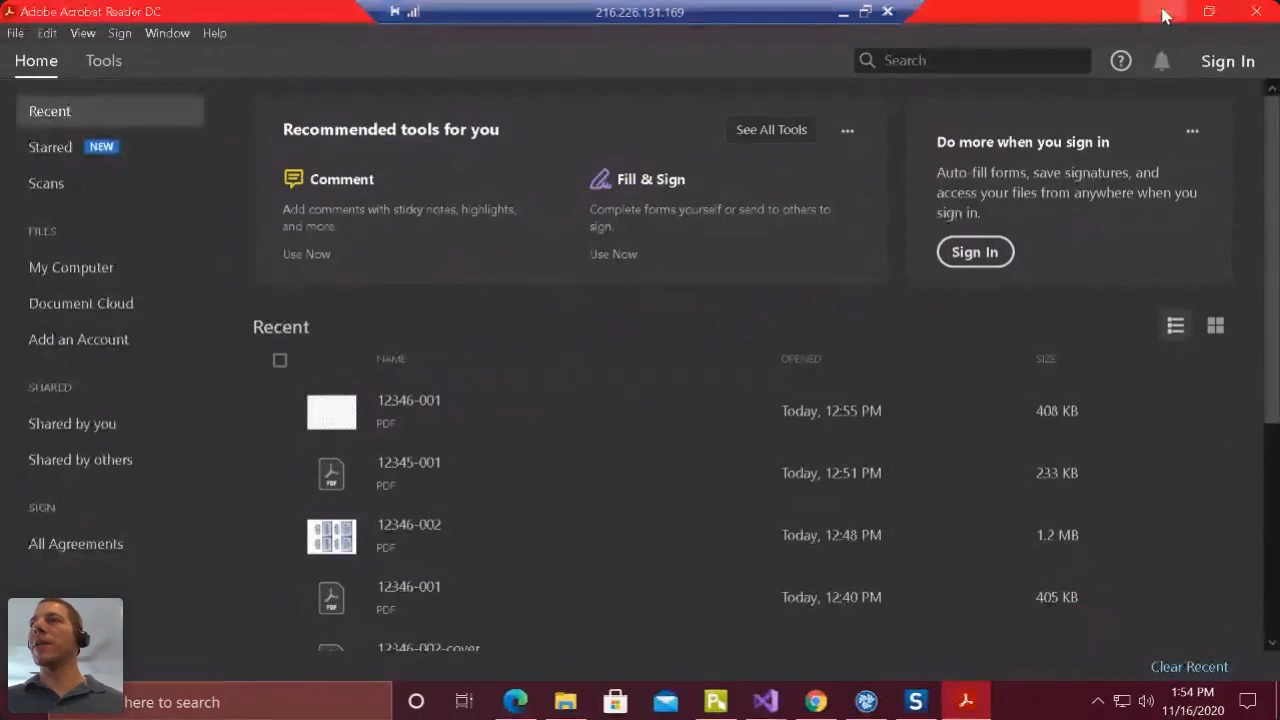 Adobe Acrobat Reader DC
216.226.131.169
File Edit View Sign Window Help
Home Tools
Search
Sign In
Recent
Starred NEW
Scans
FILES
My Computer
Document Cloud
Add an Account
SHARED
Shared by you
Shared by others
SIGN
All Agreements
Recommended tools for you
See All Tools
Comment
Add comments with sticky notes, highlights,
and more.
Use Now
Fill & Sign
Complete forms yourself or send to others to
sign.
Use Now
Do more when you sign in
Auto-fill forms, save signatures, and
access your files from anywhere when you
sign in.
Sign In
Recent
NAME OPENED SIZE
12346-001
PDF
Today, 12:55 PM 408 KB
12345-001
PDF
Today, 12:51 PM 233 KB
12346-002
PDF
Today, 12:48 PM 1.2 MB
12346-001
PDF
Today, 12:40 PM 405 KB
12346-002-cover
Clear Recent
here to search
1:54 PM
11/16/2020